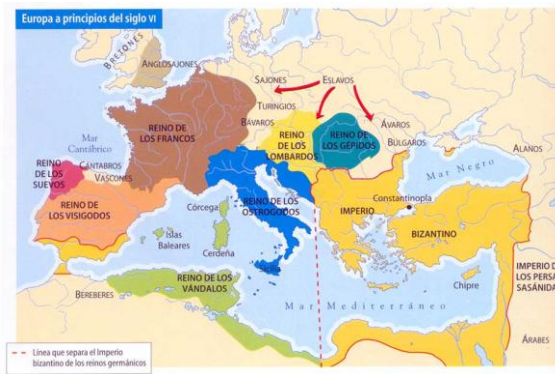 Europa a principios del siglo VI
BRETONES
ANGLOSAJONES
SAJONES
ESLAVOS
TURINGIOS
BÁVAROS
REINO DE
LOS FRANCOS
REINO
DE LOS
LOMBARDOS
REINO DE
LOS GÉPIDOS
ÁVAROS
BÚLGAROS
ALANOS
Mar
Cantábrico
REINO
DE LOS
SUEVOS
CÁNTABROS
VASCONES
REINO DE
LOS VISIGODOS
Córcega
REINO DE LOS
OSTROGODOS
Mar Negro
Constantinopla
IMPERIO
BIZANTINO
Islas
Baleares
Cerdeña
Sicilia
REINO DE LOS
VÁNDALOS
BEREBERES
Mar Mediterráneo
Chipre
IMPERIO DE
LOS PERSAS
SASÁNIDAS
ÁRABES
Línea que separa el Imperio
bizantino de los reinos germánicos